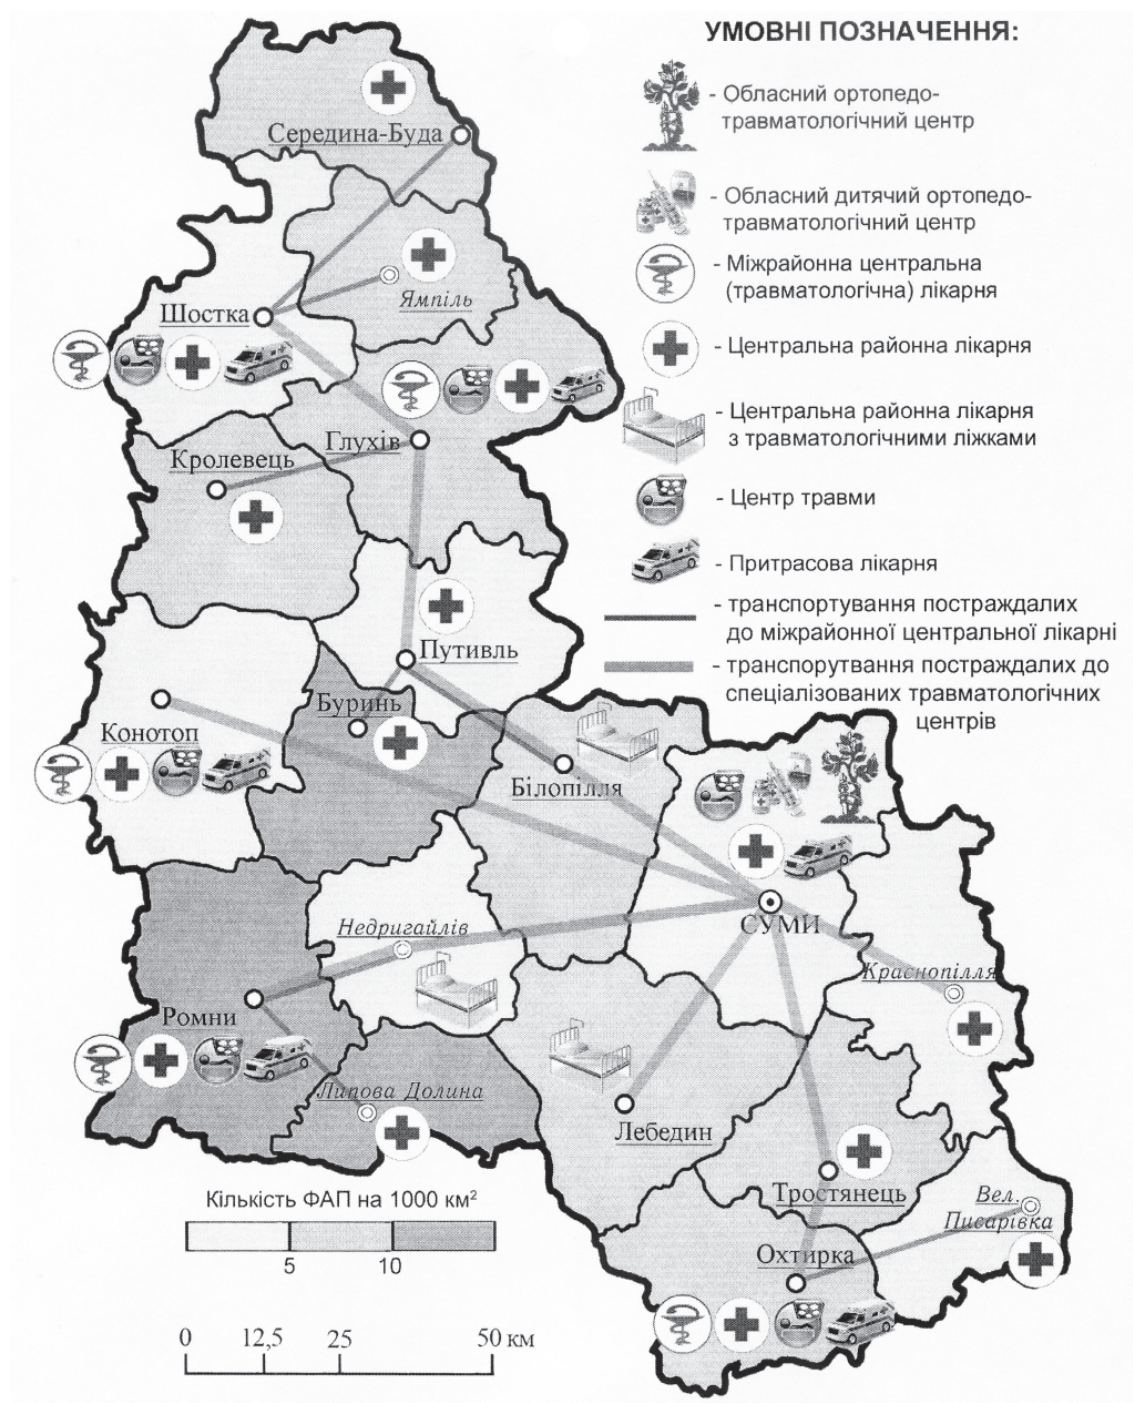 УМОВНІ ПОЗНАЧЕННЯ:
- Обласний ортопедо-
травматологічний центр
- Обласний дитячий ортопедо-
травматологічний центр
- Міжрайонна центральна
(травматологічна) лікарня
- Центральна районна лікарня
- Центральна районна лікарня
з травматологічними ліжками
- Центр травми
- Притрасова лікарня
- транспортування постраждалих
до міжрайонної центральної лікарні
- транспорутвання постраждалих до
спеціалізованих травматологічних
центрів
Середина-Буда
Ямпіль
Шостка
Глухів
Кролевець
Путивль
Буринь
Конотоп
Білопілля
СУМИ
Недригайлів
Краснопілля
Ромни
Липова Долина
Лебедин
Тростянець
Вел.
Писарівка
Охтирка
Кількість ФАП на 1000 км²
5 10
0 12,5 25 50 км